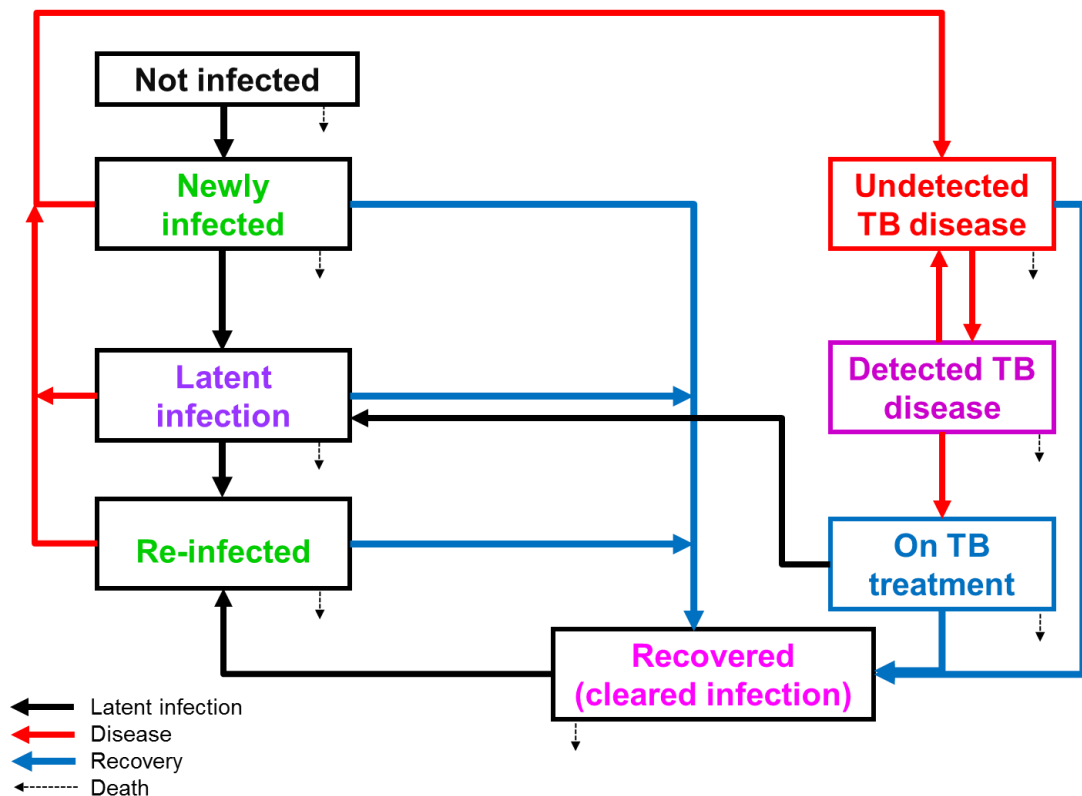 Not infected
Newly
infected
Undetected
TB disease
Latent
infection
Detected TB
disease
Re-infected
On TB
treatment
Recovered
(cleared infection)
Latent infection
Disease
Recovery
Death